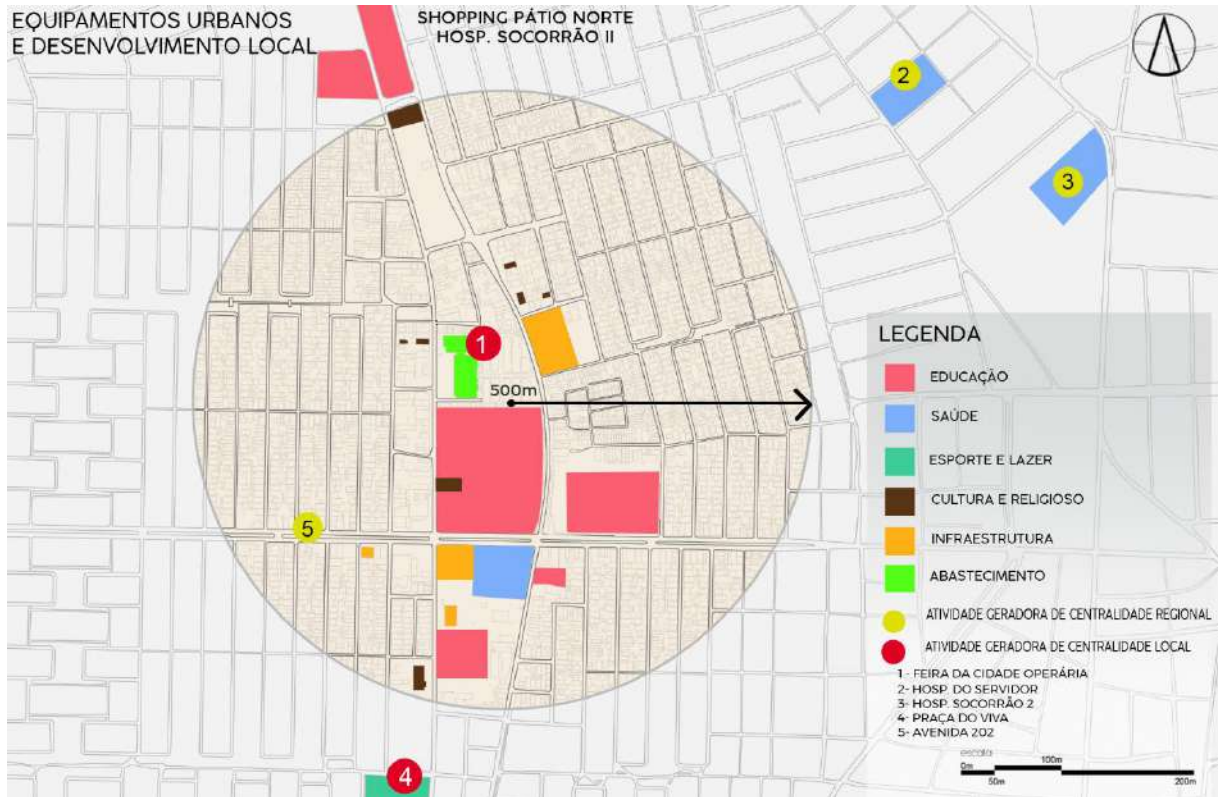 EQUIPAMENTOS URBANOS
E DESENVOLVIMENTO LOCAL
SHOPPING PÁTIO NORTE
HOSP. SOCORRÃO II
2
3
1
500m
5
4
LEGENDA
EDUCAÇÃO
SAÚDE
ESPORTE E LAZER
CULTURA E RELIGIOSO
INFRAESTRUTURA
ABASTECIMENTO
ATIVIDADE GERADORA DE CENTRALIDADE REGIONAL
ATIVIDADE GERADORA DE CENTRALIDADE LOCAL
1- FEIRA DA CIDADE OPERÁRIA
2- HOSP. DO SERVIDOR
3- HOSP. SOCORRÃO 2
4- PRAÇA DO VIVA
5- AVENIDA 202
escala
0m 100m
50m 200m